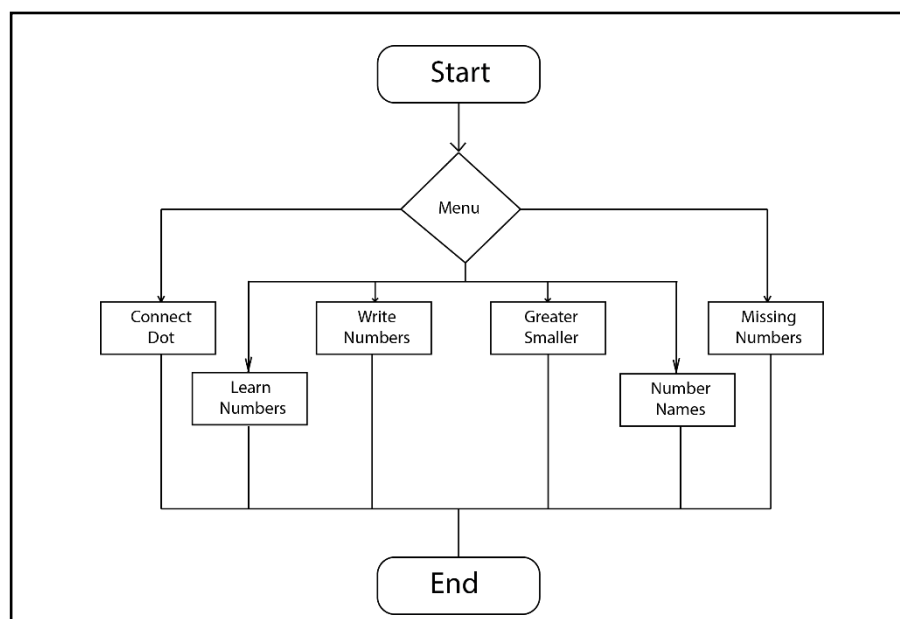 Start
Menu
Connect
Dot
Write
Numbers
Greater
Smaller
Missing
Numbers
Learn
Numbers
Number
Names
End